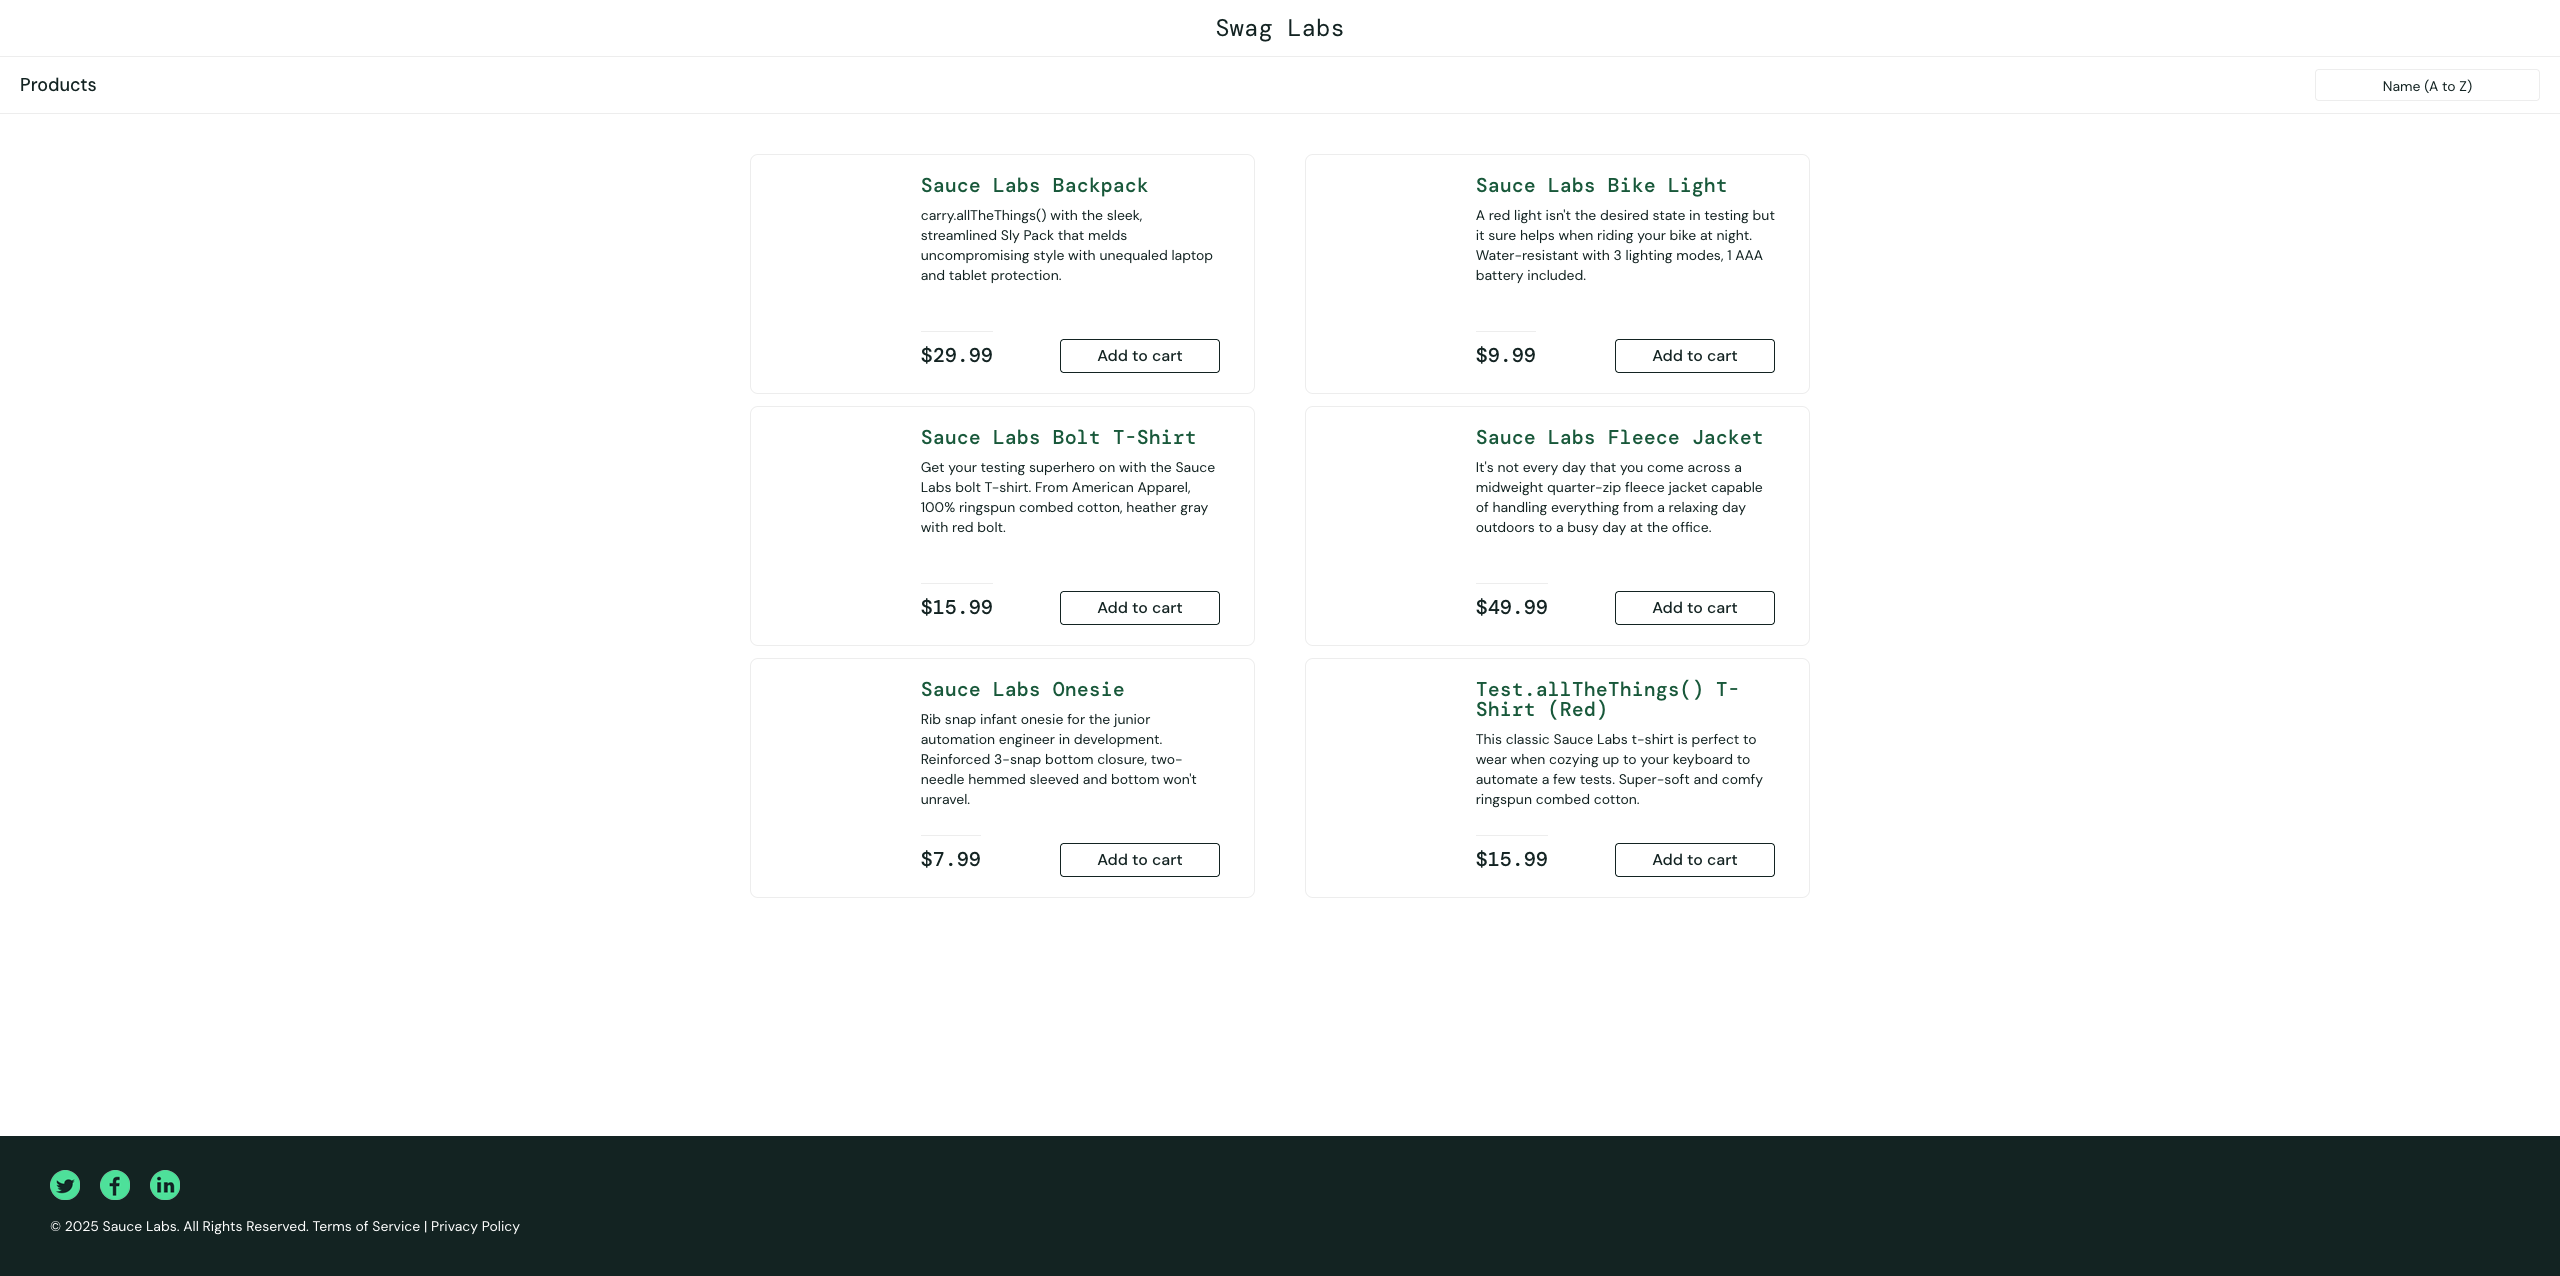 Swag Labs
Products
Name (A to Z)
Sauce Labs Backpack
carry.allTheThings() with the sleek,
streamlined Sly Pack that melds
uncompromising style with unequaled laptop
and tablet protection.
$29.99
Add to cart
Sauce Labs Bike Light
A red light isn't the desired state in testing but
it sure helps when riding your bike at night.
Water-resistant with 3 lighting modes, 1 AAA
battery included.
$9.99
Add to cart
Sauce Labs Bolt T-Shirt
Get your testing superhero on with the Sauce
Labs bolt T-shirt. From American Apparel,
100% ringspun combed cotton, heather gray
with red bolt.
$15.99
Add to cart
Sauce Labs Fleece Jacket
It's not every day that you come across a
midweight quarter-zip fleece jacket capable
of handling everything from a relaxing day
outdoors to a busy day at the office.
$49.99
Add to cart
Sauce Labs Onesie
Rib snap infant onesie for the junior
automation engineer in development.
Reinforced 3-snap bottom closure, two-
needle hemmed sleeved and bottom won't
unravel.
$7.99
Add to cart
Test.allTheThings() T-
Shirt (Red)
This classic Sauce Labs t-shirt is perfect to
wear when cozying up to your keyboard to
automate a few tests. Super-soft and comfy
ringspun combed cotton.
$15.99
Add to cart
© 2025 Sauce Labs. All Rights Reserved. Terms of Service | Privacy Policy